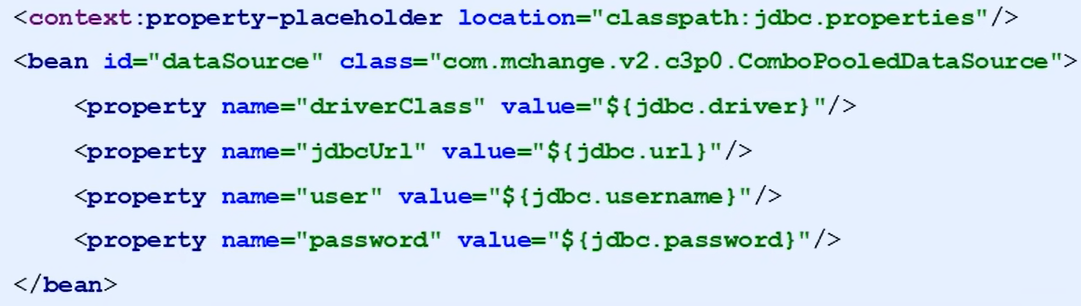 <context:property-placeholder location="classpath:jdbc.properties"/>
<bean id="dataSource" class="com.mchange.v2.c3p0.ComboPooledDataSource">
    <property name="driverClass" value="${jdbc.driver}"/>
    <property name="jdbcUrl" value="${jdbc.url}"/>
    <property name="user" value="${jdbc.username}"/>
    <property name="password" value="${jdbc.password}"/>
</bean>